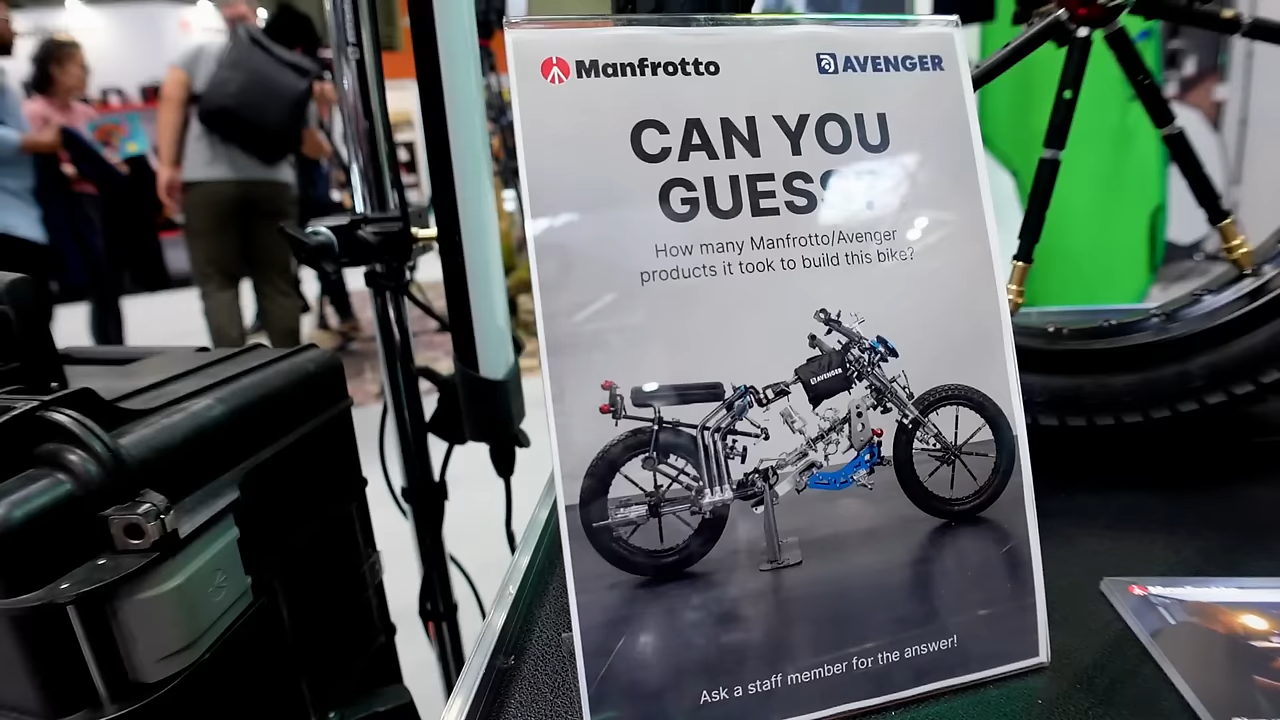 Manfrotto
AVENGER
CAN YOU
GUESS?
How many Manfrotto/Avenger
products it took to build this bike?
AVENGER
Ask a staff member for the answer!